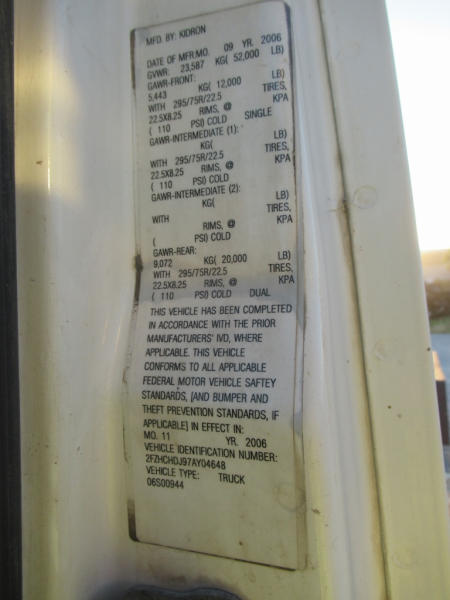 MFD. BY: KIDRON
DATE OF MFR:MO. 09 YR. 2006
GVWR: 23,587 KG( 52,000 LB)
GAWR-FRONT:
5,443 KG( 12,000 LB)
WITH 295/75R/22.5 TIRES,
22.5X8.25 RIMS, @ KPA
( 110 PSI) COLD SINGLE
GAWR-INTERMEDIATE (1):
KG( LB)
WITH 295/75R/22.5 TIRES,
22.5X8.25 RIMS, @ KPA
( 110 PSI) COLD
GAWR-INTERMEDIATE (2):
KG( LB)
WITH TIRES,
RIMS, @ KPA
( PSI) COLD
GAWR-REAR:
9,072 KG( 20,000 LB)
WITH 295/75R/22.5 TIRES,
22.5X8.25 RIMS, @ KPA
( 110 PSI) COLD DUAL
THIS VEHICLE HAS BEEN COMPLETED
IN ACCORDANCE WITH THE PRIOR
MANUFACTURERS' IVD, WHERE
APPLICABLE. THIS VEHICLE
CONFORMS TO ALL APPLICABLE
FEDERAL MOTOR VEHICLE SAFTEY
STANDARDS, [AND BUMPER AND
THEFT PREVENTION STANDARDS, IF
APPLICABLE] IN EFFECT IN:
MO. 11 YR. 2006
VEHICLE IDENTIFICATION NUMBER:
2FZHCHDJ97AY04648
VEHICLE TYPE: TRUCK
06S00944